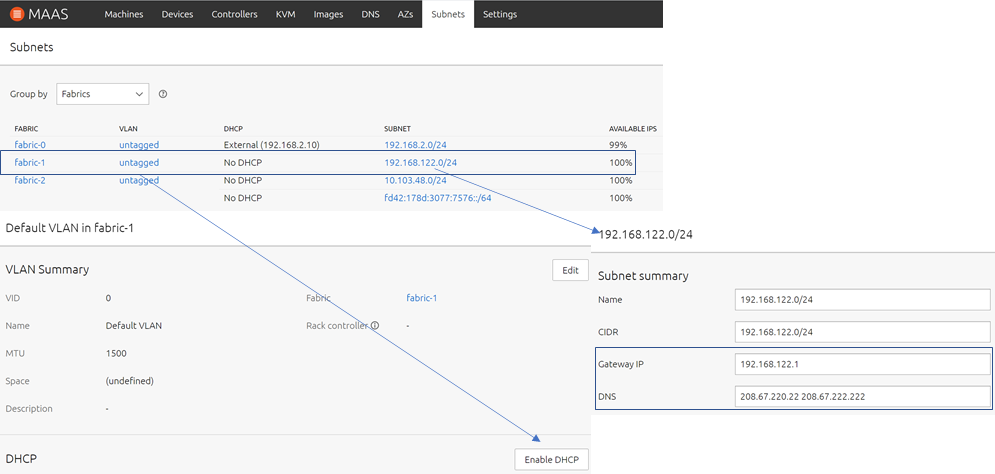 MAAS Machines Devices Controllers KVM Images DNS AZs Subnets Settings
Subnets
Group by Fabrics
FABRIC VLAN DHCP SUBNET AVAILABLE IPS
fabric-0 untagged External (192.168.2.10) 192.168.2.0/24 99%
fabric-1 untagged No DHCP 192.168.122.0/24 100%
fabric-2 untagged No DHCP 10.103.48.0/24 100%
No DHCP fd42:178d:3077:7576::/64 100%
Default VLAN in fabric-1
VLAN Summary Edit
VID 0 Fabric fabric-1
Name Default VLAN Rack controller -
MTU 1500
Space (undefined)
Description -
DHCP Enable DHCP
192.168.122.0/24
Subnet summary
Name 192.168.122.0/24
CIDR 192.168.122.0/24
Gateway IP 192.168.122.1
DNS 208.67.220.22 208.67.222.222